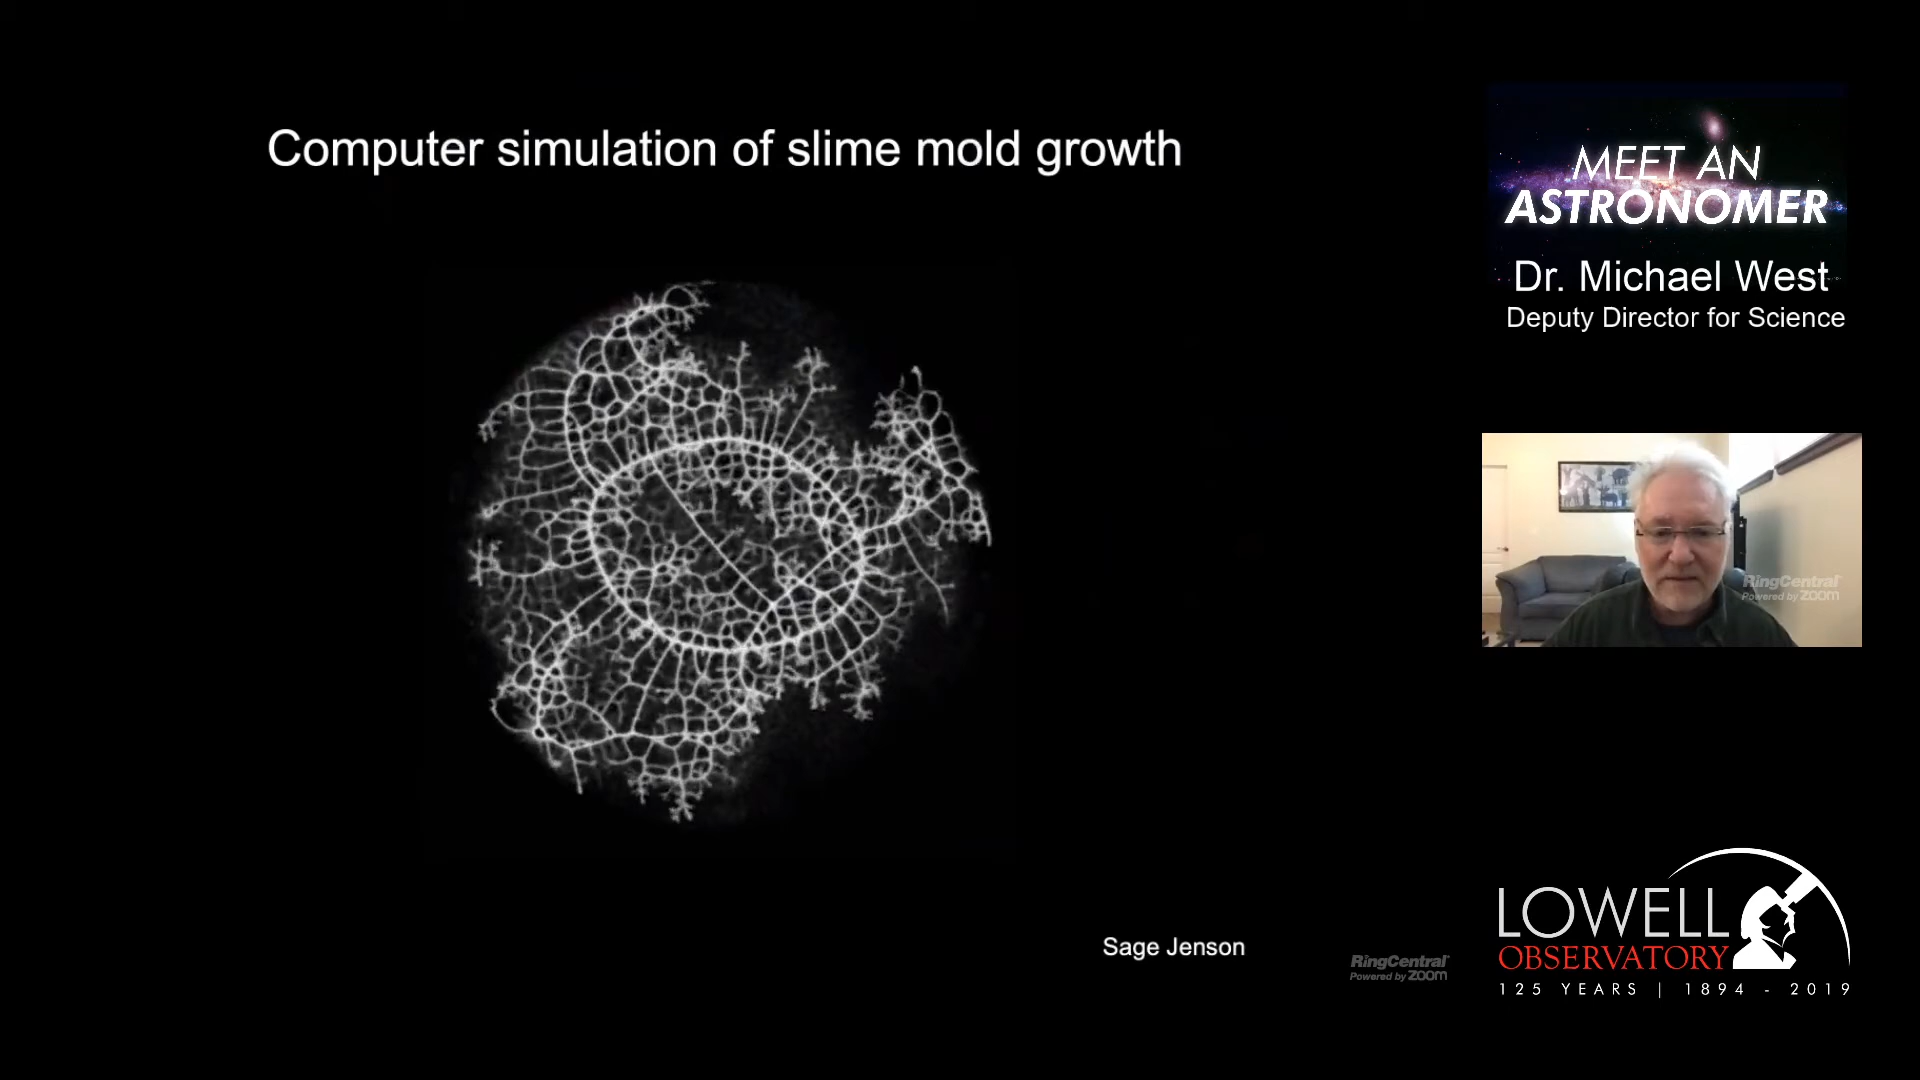 Computer simulation of slime mold growth
MEET AN
ASTRONOMER
Dr. Michael West
Deputy Director for Science
RingCentral
Powered by zoom
Sage Jenson
RingCentral
Powered by zoom
LOWELL
OBSERVATORY
125 YEARS | 1894 - 2019